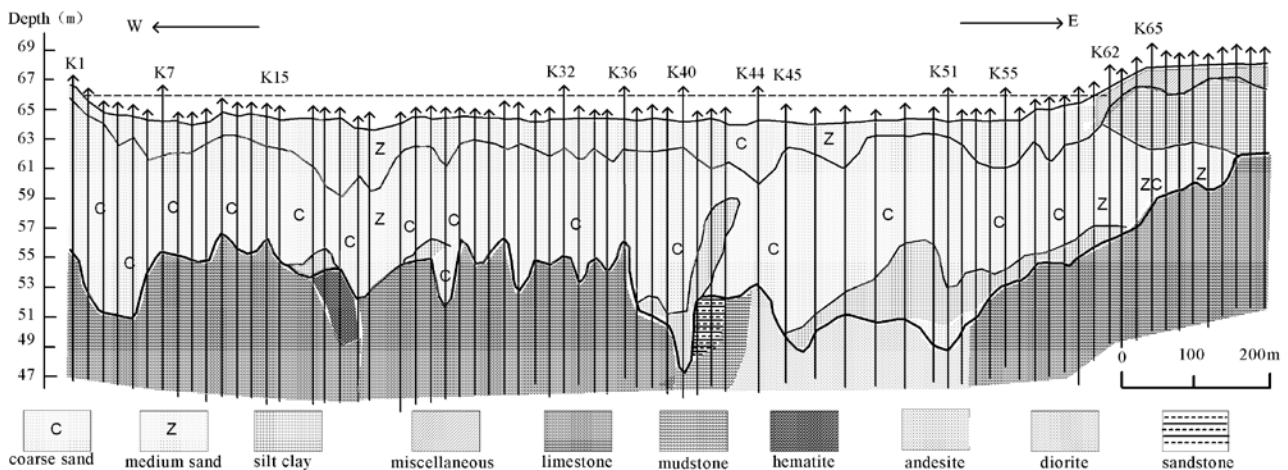 Depth (m)
W
E
69
67
65
63
61
59
57
55
53
51
49
47
K1
K7
K15
K32
K36
K40
K44
K45
K51
K55
K62
K65
C
C
C
C
C
C
Z
Z
C
C
C
C
C
C
Z
C
C
C
C
Z
ZC
Z
0
100
200m
C
Z
coarse sand
medium sand
silt clay
miscellaneous
limestone
mudstone
hematite
andesite
diorite
sandstone